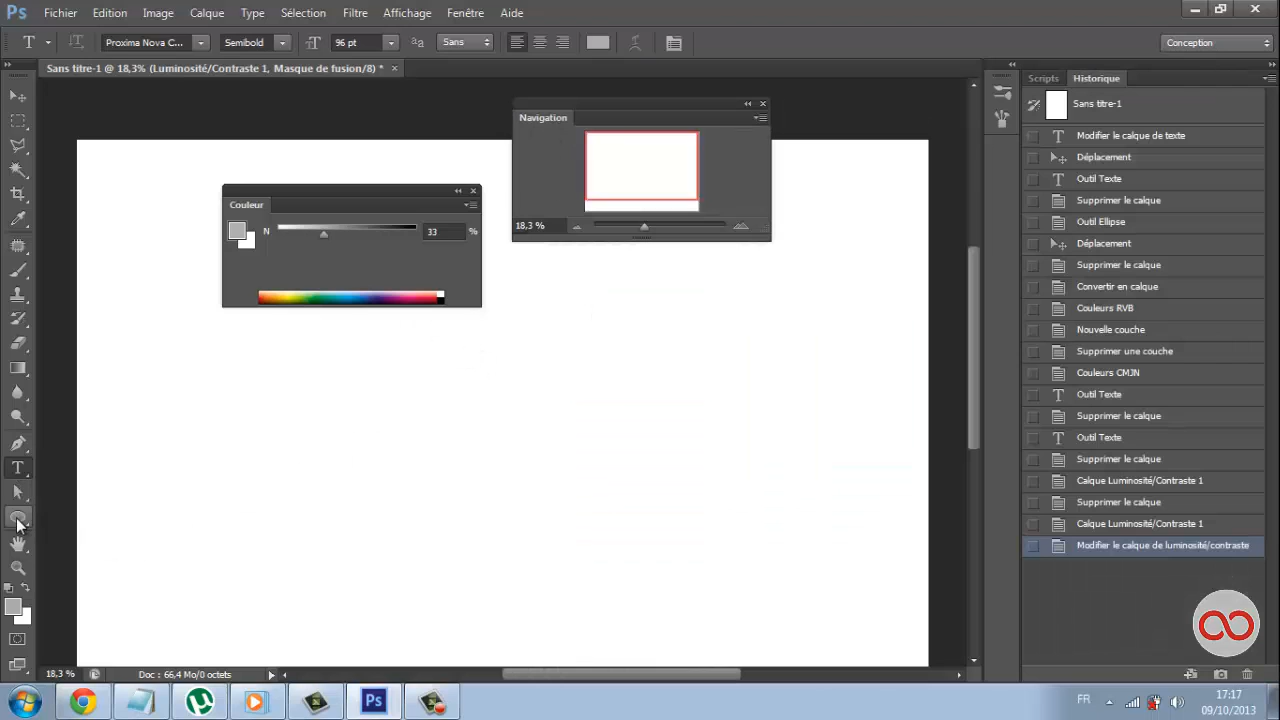 Ps Fichier Edition Image Calque Type Sélection Filtre Affichage Fenêtre Aide
T Proxima Nova C... Semibold 96 pt aa Sans Conception
Sans titre-1 @ 18,3% (Luminosité/Contraste 1, Masque de fusion/8) *
Scripts Historique
Sans titre-1
Navigation
18,3 %
Couleur
N 33 %
Modifier le calque de texte
Déplacement
Outil Texte
Supprimer le calque
Outil Ellipse
Déplacement
Supprimer le calque
Convertir en calque
Couleurs RVB
Nouvelle couche
Supprimer une couche
Couleurs CMJN
Outil Texte
Supprimer le calque
Outil Texte
Supprimer le calque
Calque Luminosité/Contraste 1
Supprimer le calque
Calque Luminosité/Contraste 1
Modifier le calque de luminosité/contraste
18,3 % Doc : 66,4 Mo/0 octets
Ps
FR
17:17
09/10/2013